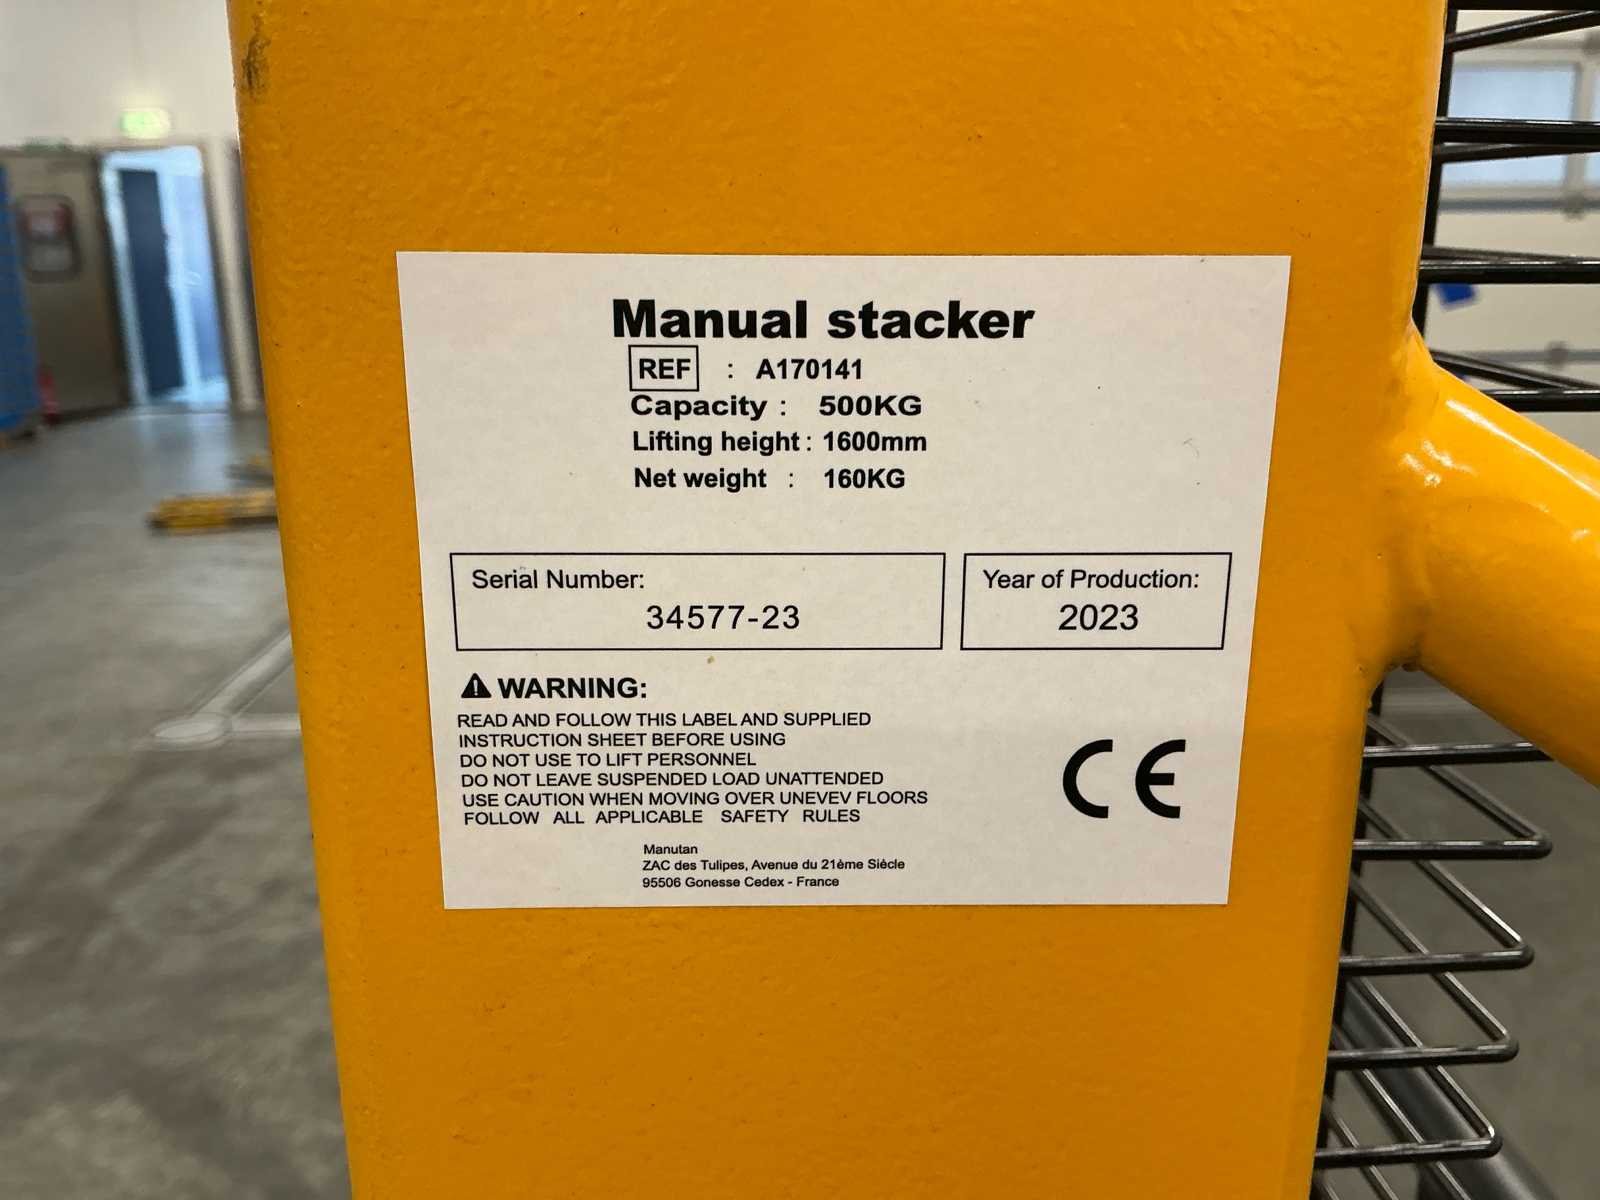 Manual stacker
REF : A170141
Capacity : 500KG
Lifting height : 1600mm
Net weight : 160KG
Serial Number:
34577-23
Year of Production:
2023
⚠ WARNING:
READ AND FOLLOW THIS LABEL AND SUPPLIED
INSTRUCTION SHEET BEFORE USING
DO NOT USE TO LIFT PERSONNEL
DO NOT LEAVE SUSPENDED LOAD UNATTENDED
USE CAUTION WHEN MOVING OVER UNEVEV FLOORS
FOLLOW ALL APPLICABLE SAFETY RULES
CE
Manutan
ZAC des Tulipes, Avenue du 21ème Siècle
95506 Gonesse Cedex - France